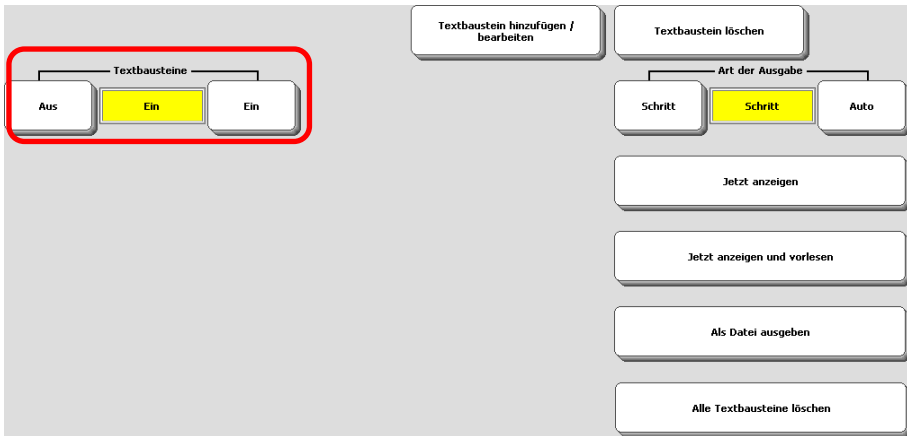 Textbaustein hinzufügen /
bearbeiten
Textbaustein löschen
Textbausteine
Aus
Ein
Ein
Art der Ausgabe
Schritt
Schritt
Auto
Jetzt anzeigen
Jetzt anzeigen und vorlesen
Als Datei ausgeben
Alle Textbausteine löschen